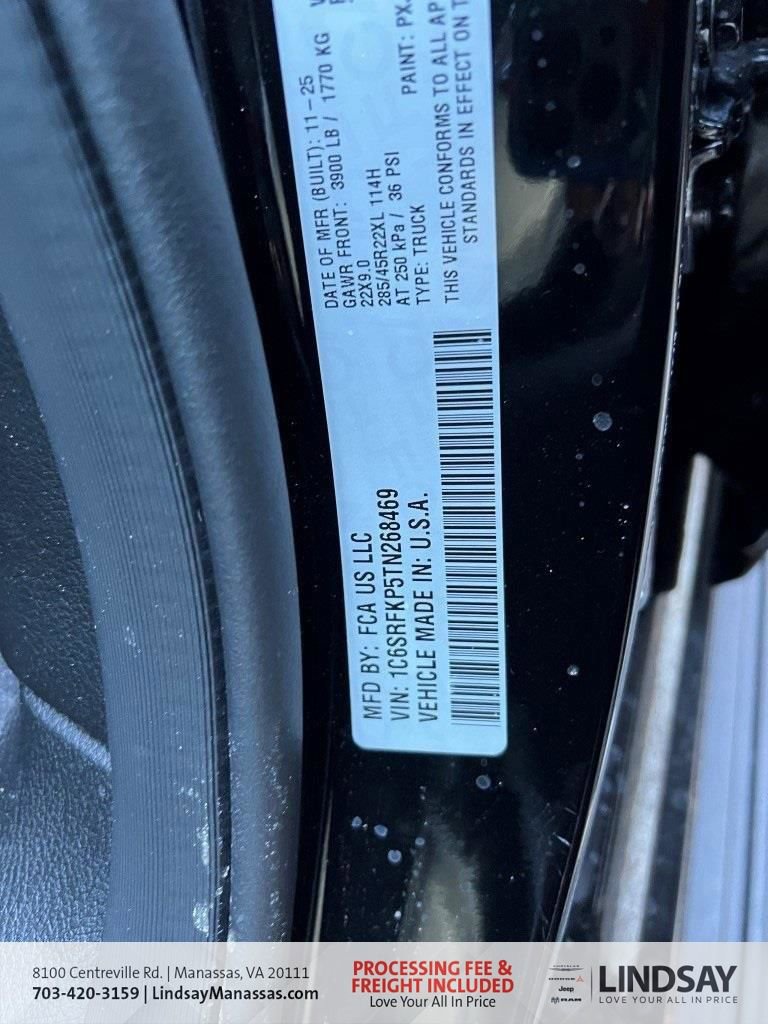 MFD BY: FCA US LLC
VIN: 1C6SRFKP5TN268469
VEHICLE MADE IN: U.S.A.
DATE OF MFR (BUILT): 11-25
GAWR FRONT: 3900 LB / 1770 KG
22X9.0
285/45R22XL 114H
AT 250 kPa / 36 PSI
TYPE: TRUCK PAINT: PX
THIS VEHICLE CONFORMS TO ALL AP
STANDARDS IN EFFECT ON T
8100 Centreville Rd. | Manassas, VA 20111
703-420-3159 | LindsayManassas.com
PROCESSING FEE &
FREIGHT INCLUDED
Love Your All In Price
CHRYSLER
DODGE
Jeep
RAM
LINDSAY
LOVE YOUR ALL IN PRICE